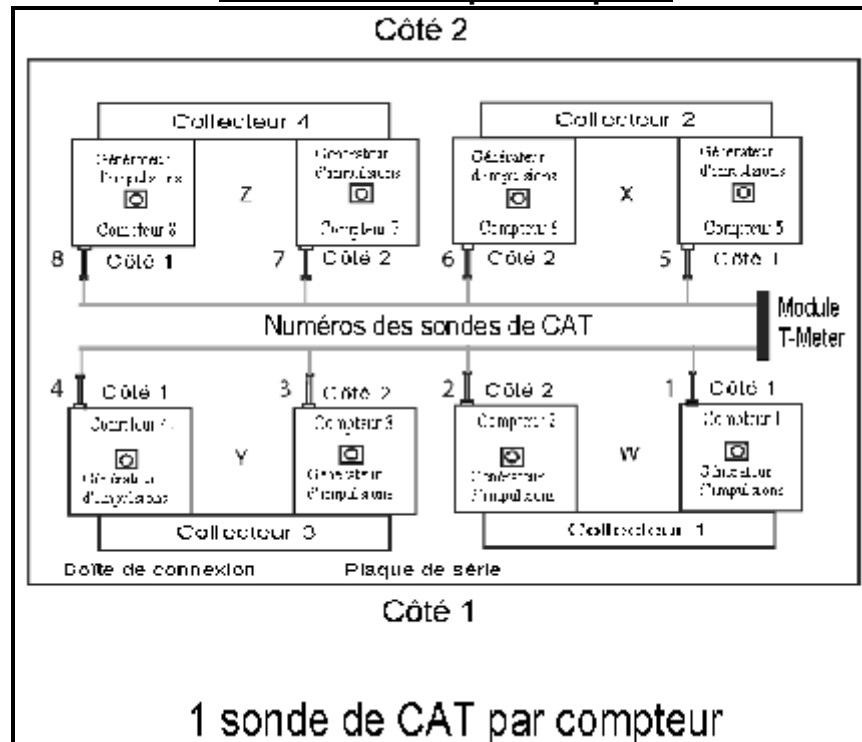 Côté 2
Collecteur 4
Collecteur 2
Générateur d'impulsions
Générateur d'impulsions
Générateur d'impulsions
Générateur d'impulsions
Z
X
Compteur
Compteur
Compteur
Compteur 5
8 Côté 1
7 Côté 2
6 Côté 2
5 Côté 1
Numéros des sondes de CAT
Module
T-Meter
4 Côté 1
3 Côté 2
2 Côté 2
1 Côté 1
Compteur 4
Compteur 3
Compteur 2
Compteur 1
Y
W
Générateur d'impulsions
Générateur d'impulsions
Générateur d'impulsions
Générateur d'impulsions
Collecteur 3
Collecteur 1
Boîte de connexion
Plaque de série
Côté 1
1 sonde de CAT par compteur